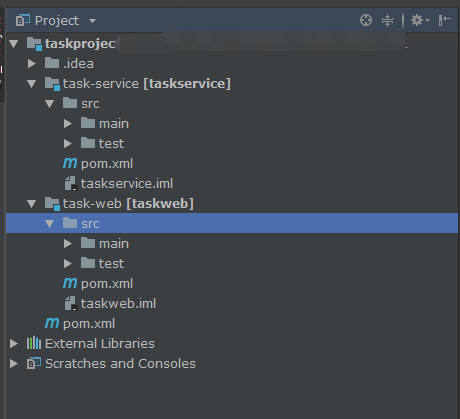 Project
taskprojec
.idea
task-service [taskservice]
src
main
test
pom.xml
taskservice.iml
task-web [taskweb]
src
main
test
pom.xml
taskweb.iml
pom.xml
External Libraries
Scratches and Consoles